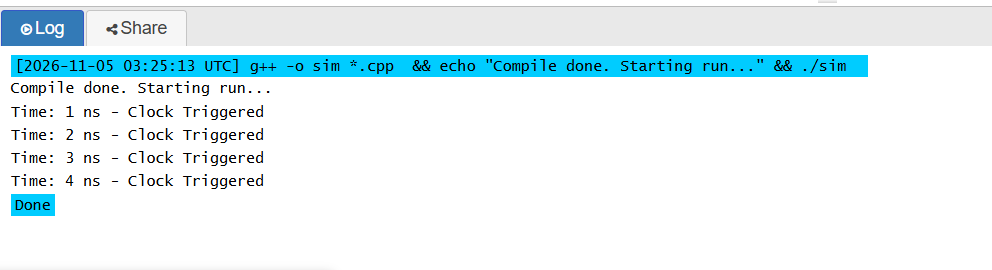 Log Share
[2026-11-05 03:25:13 UTC] g++ -o sim *.cpp  && echo "Compile done. Starting run..." && ./sim
Compile done. Starting run...
Time: 1 ns - Clock Triggered
Time: 2 ns - Clock Triggered
Time: 3 ns - Clock Triggered
Time: 4 ns - Clock Triggered
Done